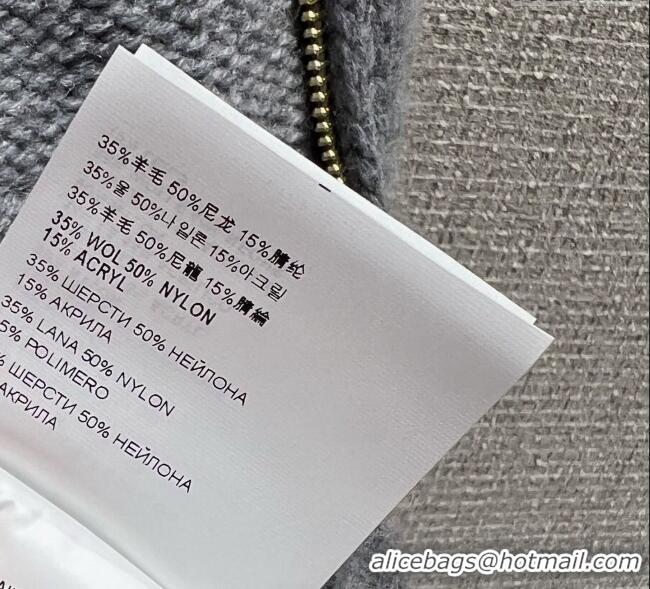 35%羊毛 50%尼龙 15%腈纶
35%울 50%나일론 15%아크릴
35%羊毛 50%尼龍 15%腈綸
35% WOL 50% NYLON
15% ACRYL
35% ШЕРСТИ 50% НЕЙЛОНА
15% АКРИЛА
35% LANA 50% NYLON
5% POLIMERO
% ШЕРСТИ 50% НЕЙЛОНА
АКРИЛА
alicebags@hotmail.com